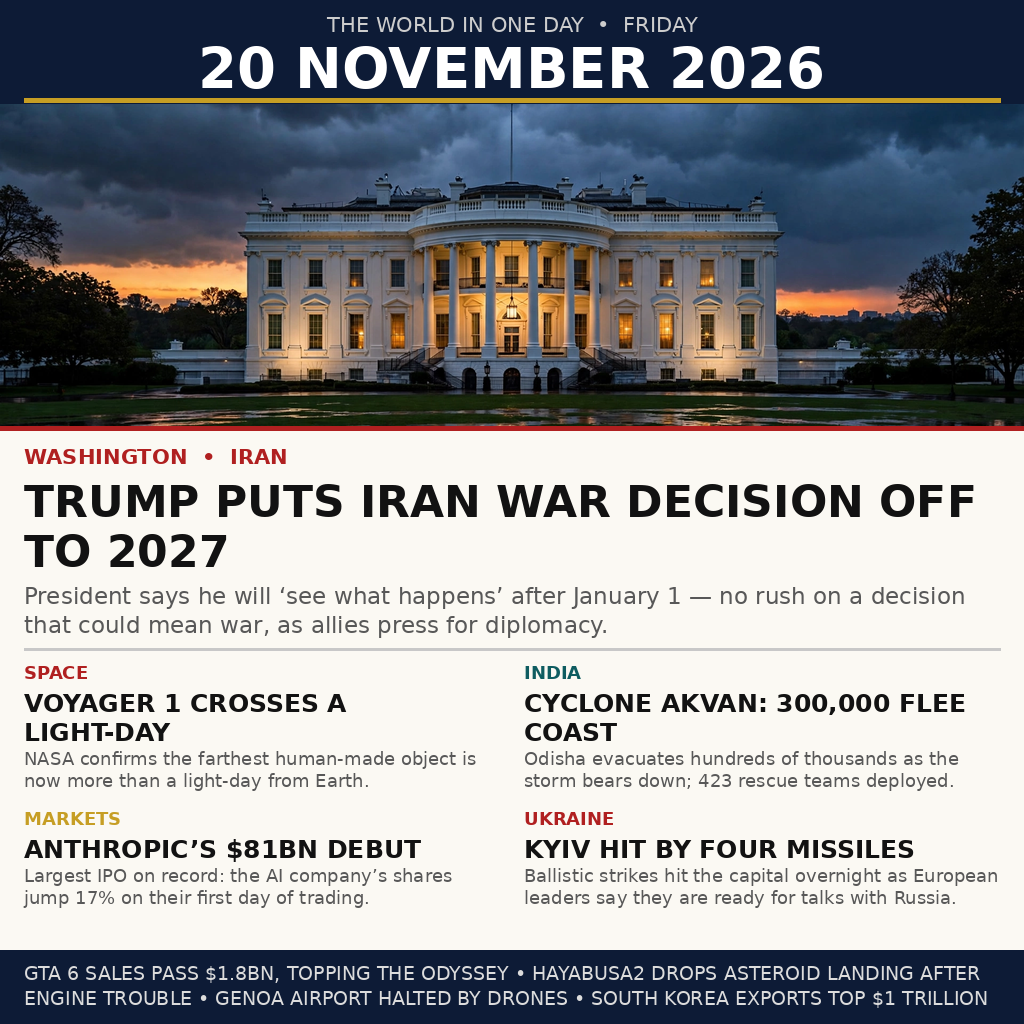 THE WORLD IN ONE DAY • FRIDAY
20 NOVEMBER 2026
WASHINGTON • IRAN
TRUMP PUTS IRAN WAR DECISION OFF
TO 2027
President says he will ‘see what happens’ after January 1 — no rush on a decision
that could mean war, as allies press for diplomacy.
SPACE
VOYAGER 1 CROSSES A
LIGHT-DAY
NASA confirms the farthest human-made object is
now more than a light-day from Earth.
INDIA
CYCLONE AKVAN: 300,000 FLEE
COAST
Odisha evacuates hundreds of thousands as the
storm bears down; 423 rescue teams deployed.
MARKETS
ANTHROPIC’S $81BN DEBUT
Largest IPO on record: the AI company’s shares
jump 17% on their first day of trading.
UKRAINE
KYIV HIT BY FOUR MISSILES
Ballistic strikes hit the capital overnight as European
leaders say they are ready for talks with Russia.
GTA 6 SALES PASS $1.8BN, TOPPING THE ODYSSEY • HAYABUSA2 DROPS ASTEROID LANDING AFTER
ENGINE TROUBLE • GENOA AIRPORT HALTED BY DRONES • SOUTH KOREA EXPORTS TOP $1 TRILLION